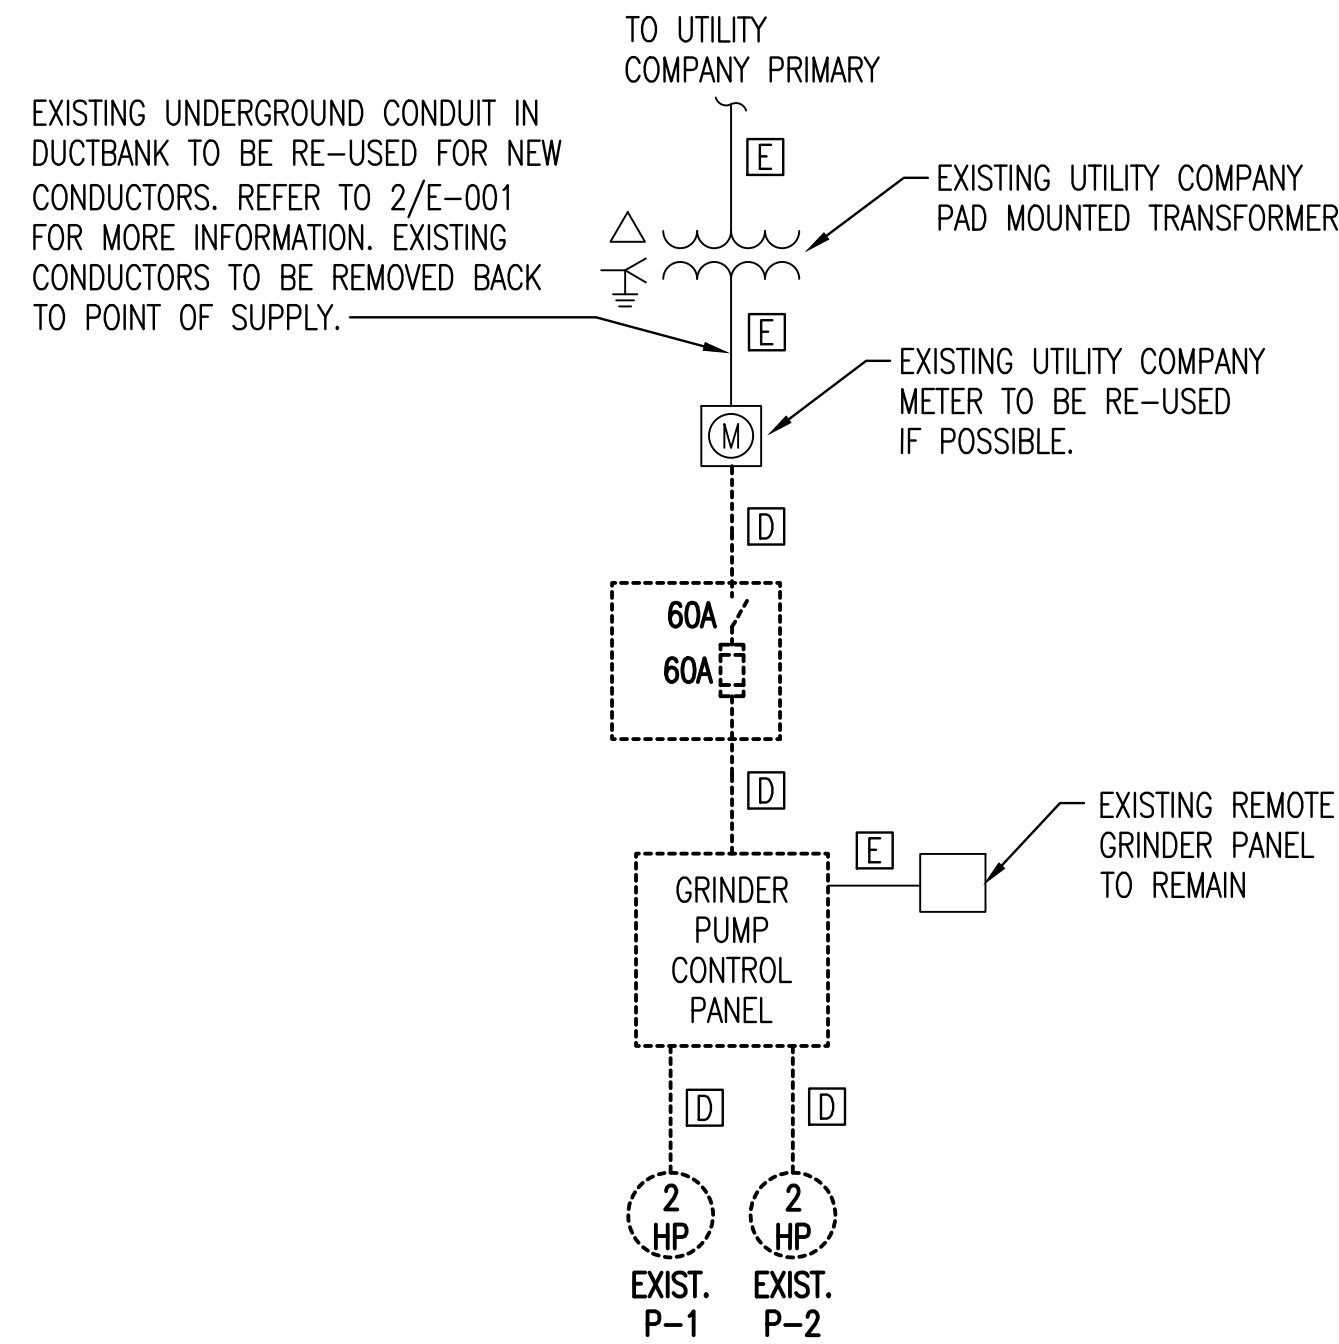 TO UTILITY
COMPANY PRIMARY
EXISTING UNDERGROUND CONDUIT IN
DUCTBANK TO BE RE-USED FOR NEW
CONDUCTORS. REFER TO 2/E-001
FOR MORE INFORMATION. EXISTING
CONDUCTORS TO BE REMOVED BACK
TO POINT OF SUPPLY.
E
EXISTING UTILITY COMPANY
PAD MOUNTED TRANSFORMER
E
EXISTING UTILITY COMPANY
METER TO BE RE-USED
IF POSSIBLE.
M
D
60A
60A
D
E
EXISTING REMOTE
GRINDER PANEL
TO REMAIN
GRINDER
PUMP
CONTROL
PANEL
D
D
2
HP
EXIST.
P-1
2
HP
EXIST.
P-2